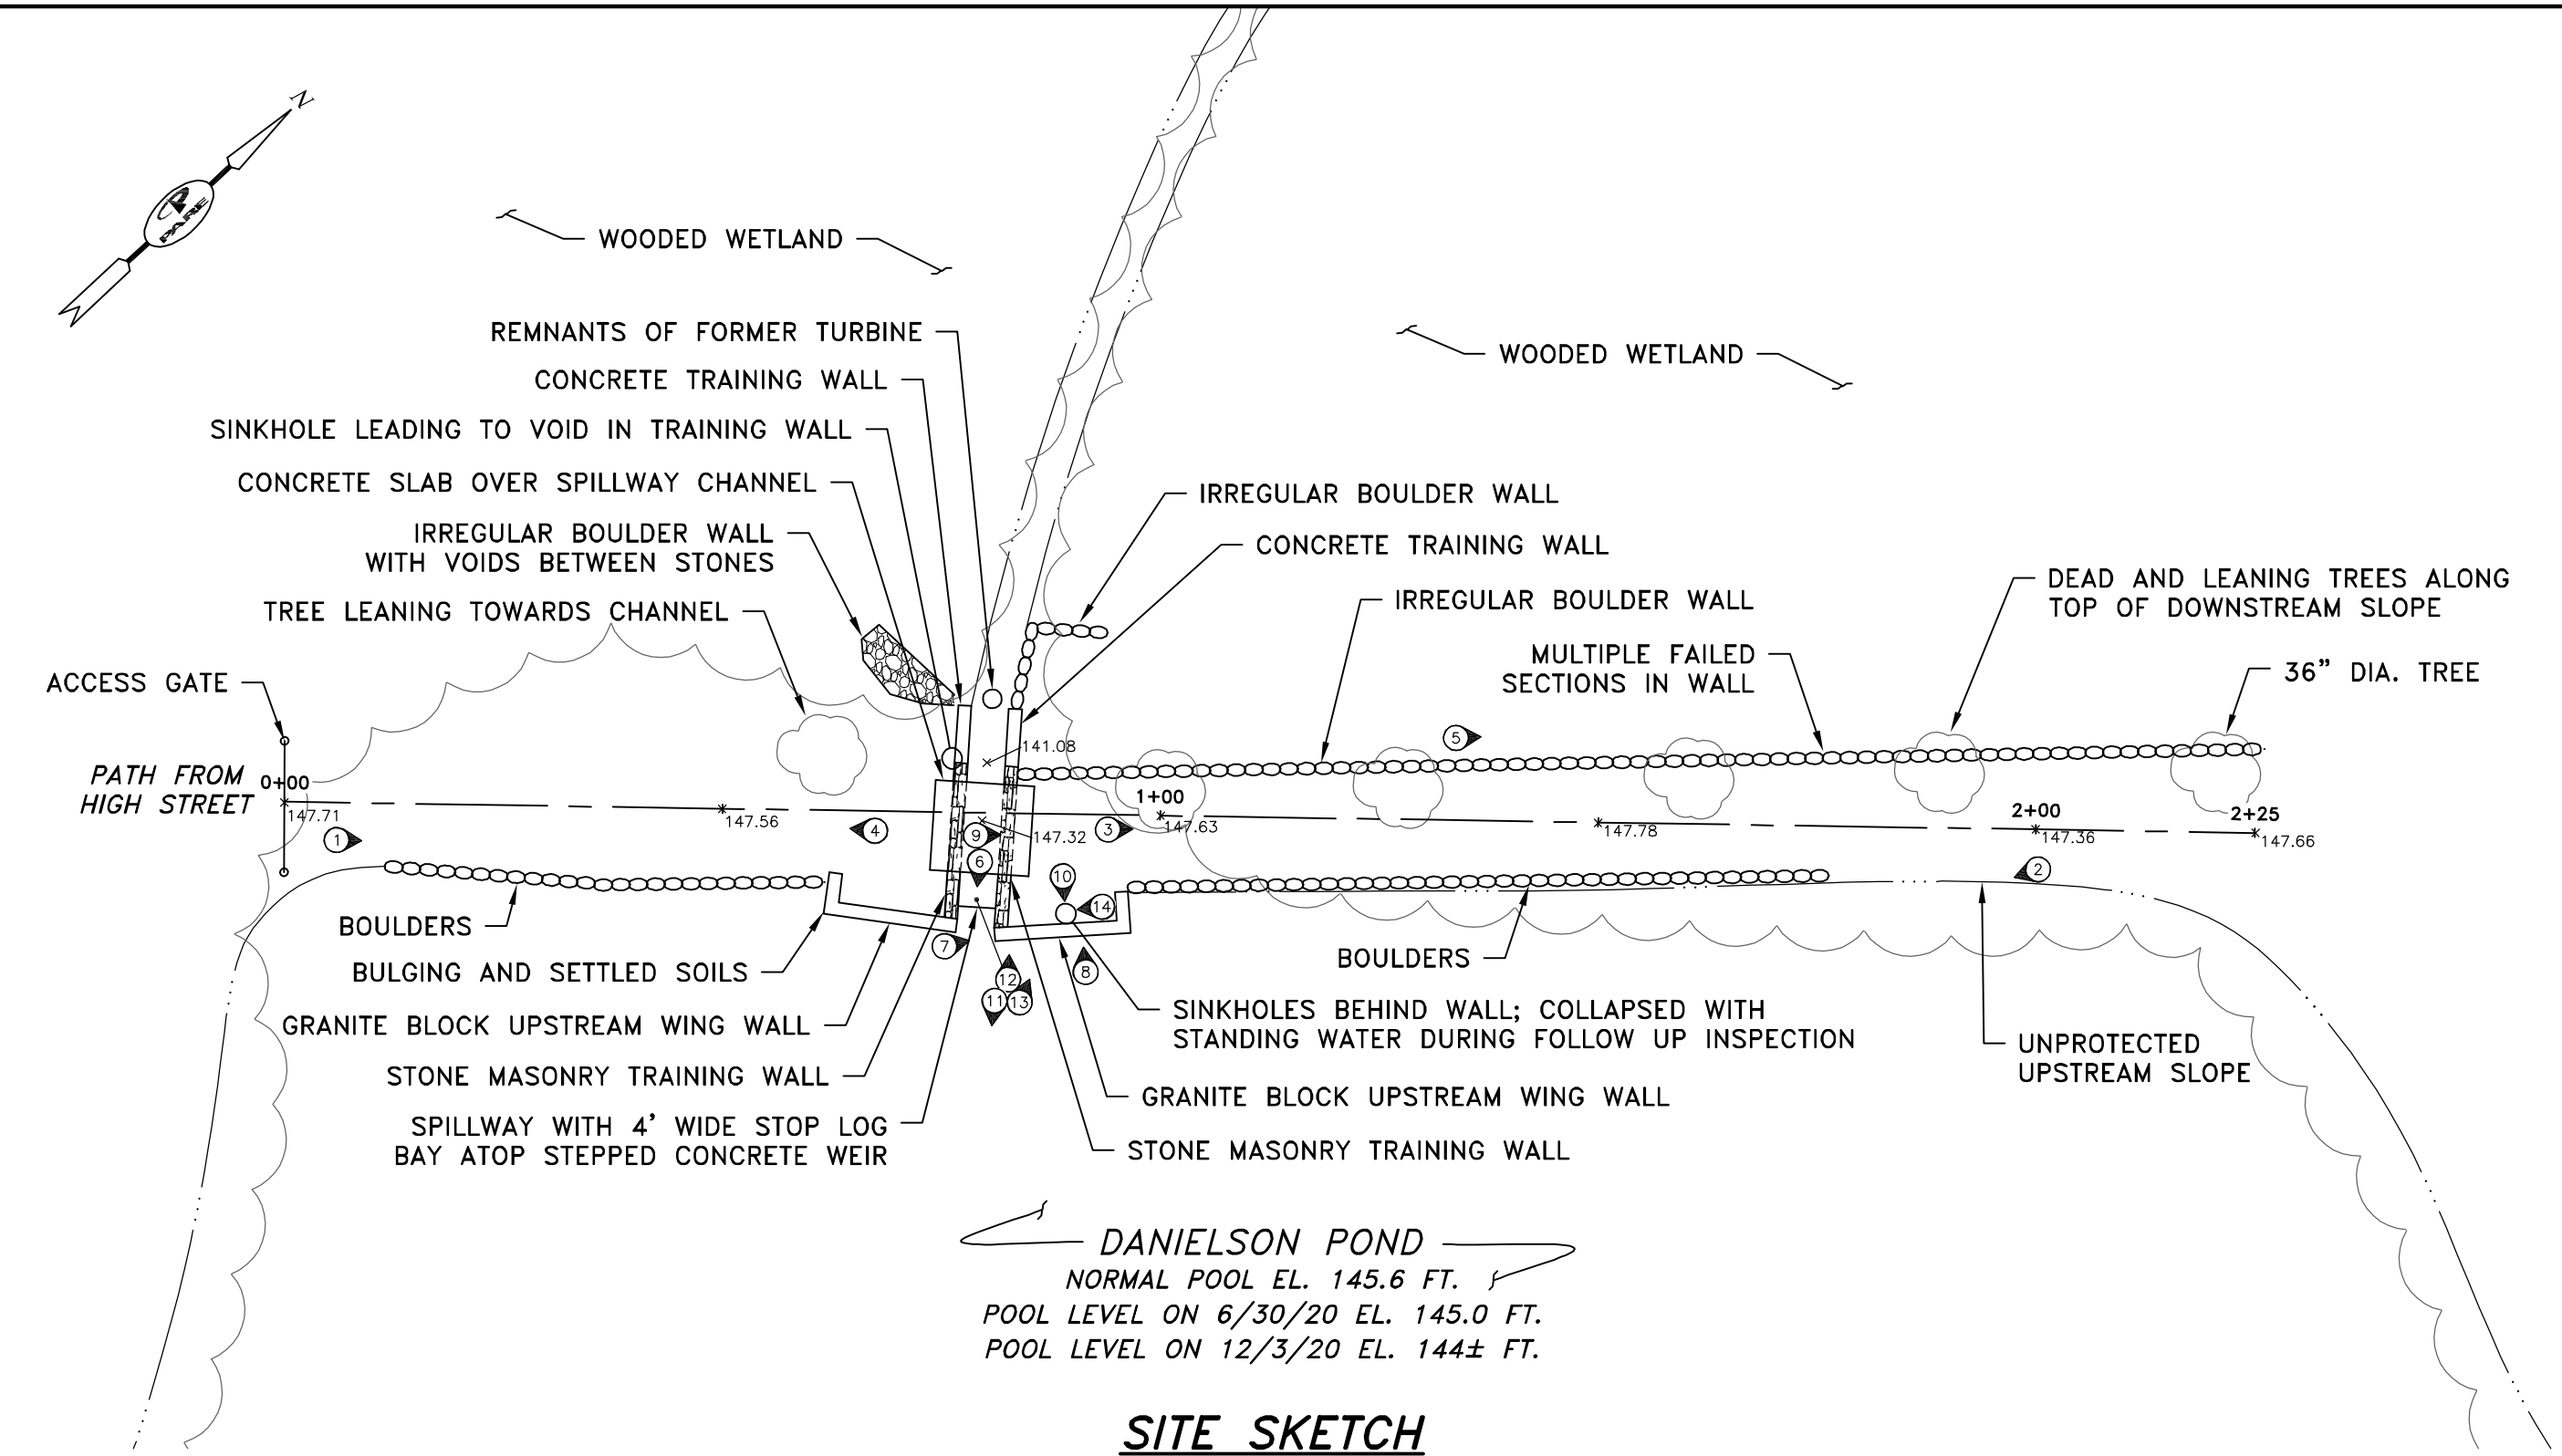 N
PARE
WOODED WETLAND
REMNANTS OF FORMER TURBINE
WOODED WETLAND
CONCRETE TRAINING WALL
SINKHOLE LEADING TO VOID IN TRAINING WALL
CONCRETE SLAB OVER SPILLWAY CHANNEL
IRREGULAR BOULDER WALL
IRREGULAR BOULDER WALL
WITH VOIDS BETWEEN STONES
CONCRETE TRAINING WALL
TREE LEANING TOWARDS CHANNEL
IRREGULAR BOULDER WALL
DEAD AND LEANING TREES ALONG
TOP OF DOWNSTREAM SLOPE
MULTIPLE FAILED
SECTIONS IN WALL
36” DIA. TREE
ACCESS GATE
PATH FROM
HIGH STREET
0+00
147.71
147.56
141.08
147.32
1+00
147.63
147.78
2+00
147.36
2+25
147.66
1
4
9
6
3
5
2
10
14
7
8
12
11
13
BOULDERS
BULGING AND SETTLED SOILS
GRANITE BLOCK UPSTREAM WING WALL
STONE MASONRY TRAINING WALL
SPILLWAY WITH 4’ WIDE STOP LOG
BAY ATOP STEPPED CONCRETE WEIR
BOULDERS
SINKHOLES BEHIND WALL; COLLAPSED WITH
STANDING WATER DURING FOLLOW UP INSPECTION
UNPROTECTED
UPSTREAM SLOPE
GRANITE BLOCK UPSTREAM WING WALL
STONE MASONRY TRAINING WALL
DANIELSON POND
NORMAL POOL EL. 145.6 FT.
POOL LEVEL ON 6/30/20 EL. 145.0 FT.
POOL LEVEL ON 12/3/20 EL. 144± FT.
SITE SKETCH